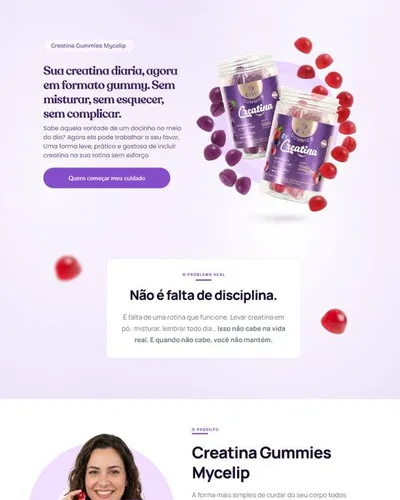 Creatina Gummies Mycelip
Sua creatina diaria, agora
em formato gummy. Sem
misturar, sem esquecer,
sem complicar.
Sabe aquela vontade de um docinho no meio
do dia? Agora ela pode trabalhar a seu favor.
Uma forma leve, prática e gostosa de incluir
creatina na sua rotina sem esforço.
Quero começar meu cuidado
Creatina
Creatina
O PROBLEMA REAL
Não é falta de disciplina.
É falta de uma rotina que funcione. Levar creatina em
pó, misturar, lembrar todo dia... Isso não cabe na vida
real. E quando não cabe, você não mantém.
O PRODUTO
Creatina Gummies
Mycelip
A forma mais simples de cuidar do seu corpo todos